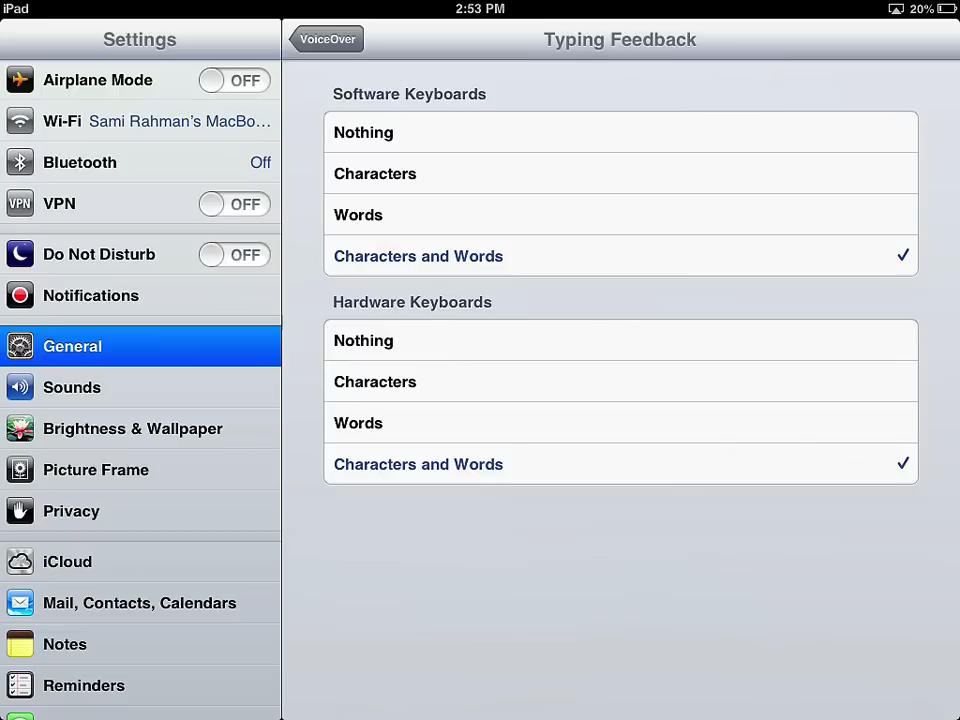 iPad
2:53 PM
20%
Settings
VoiceOver
Typing Feedback
Airplane Mode OFF
Wi-Fi Sami Rahman's MacBo...
Bluetooth Off
VPN VPN OFF
Do Not Disturb OFF
Notifications
General
Sounds
Brightness & Wallpaper
Picture Frame
Privacy
iCloud
Mail, Contacts, Calendars
Notes
Reminders
Software Keyboards
Nothing
Characters
Words
Characters and Words
Hardware Keyboards
Nothing
Characters
Words
Characters and Words